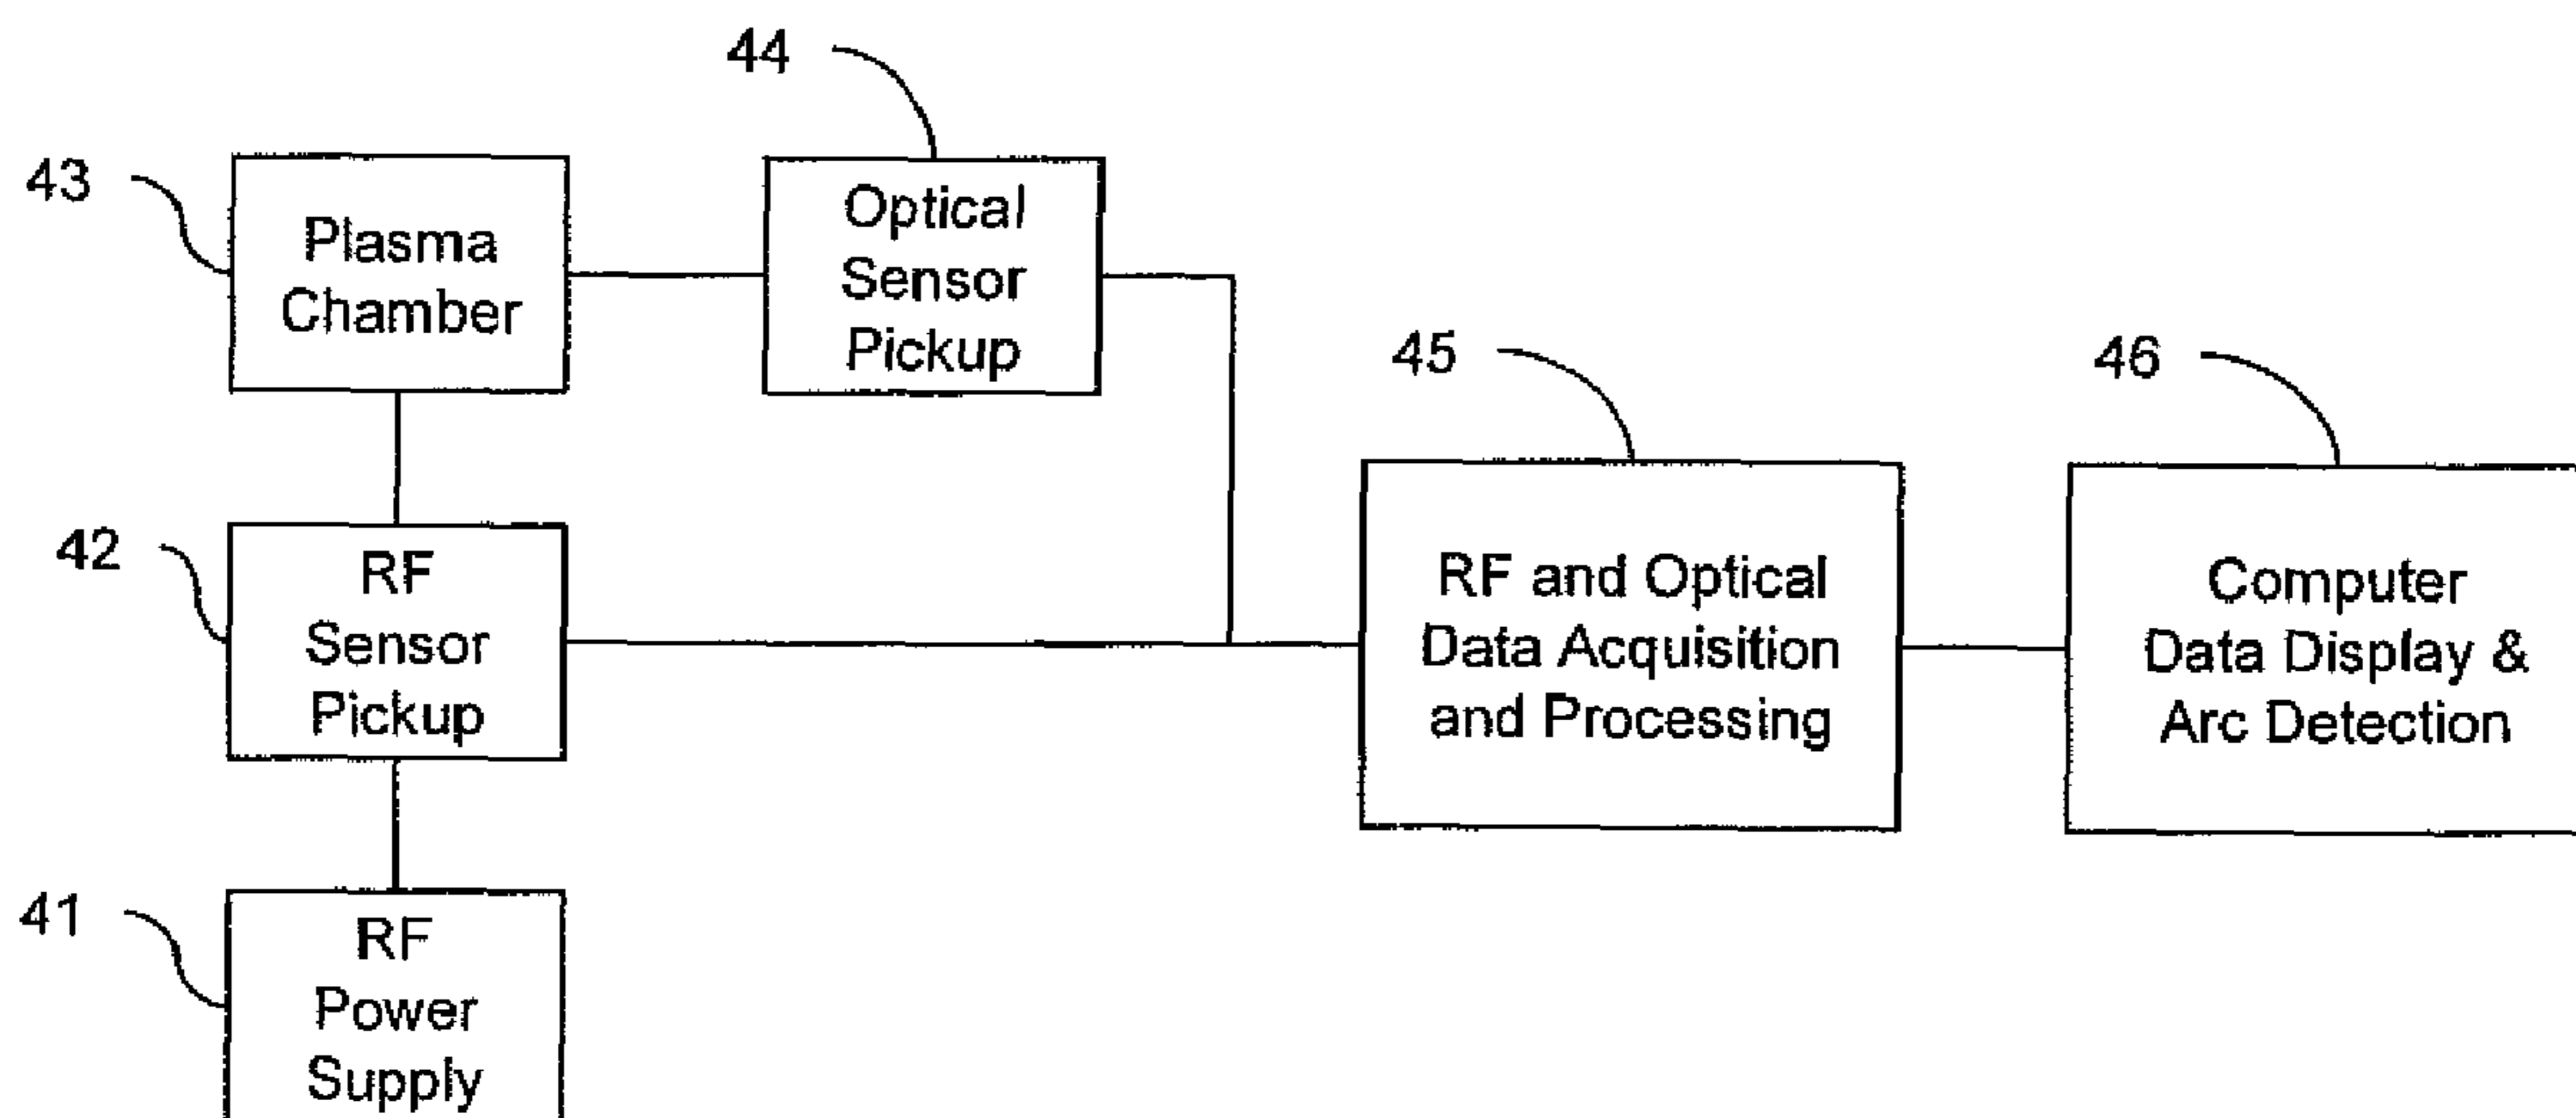 44
43
Plasma
Chamber
Optical
Sensor
Pickup
45
46
42
RF
Sensor
Pickup
RF and Optical
Data Acquisition
and Processing
Computer
Data Display &
Arc Detection
41
RF
Power
Supply